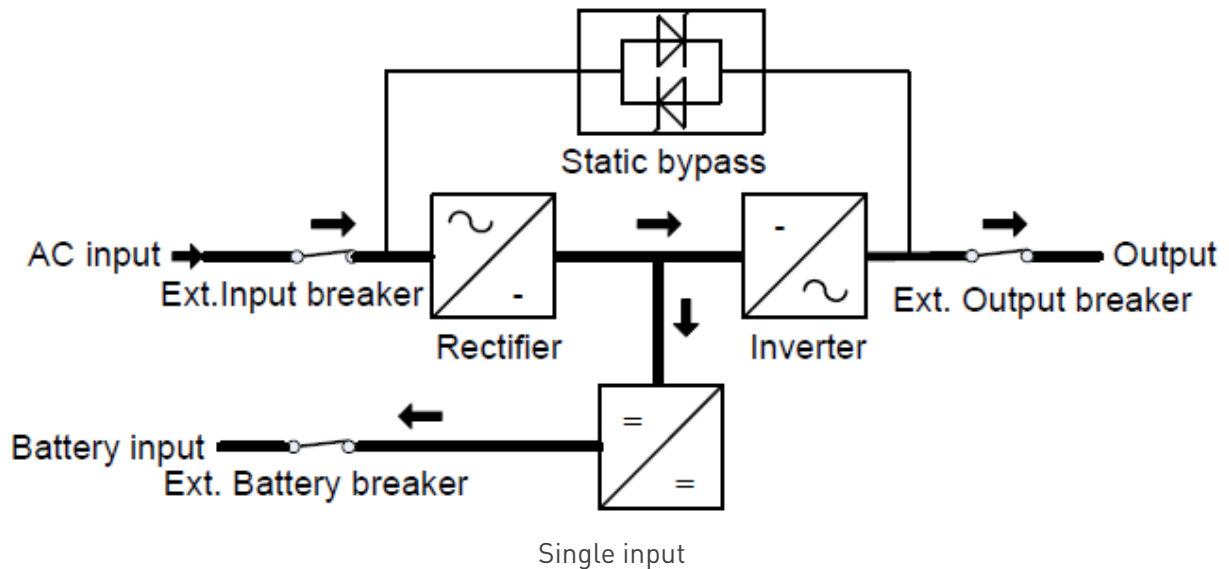 Static bypass
AC input
Ext.Input breaker
Rectifier
-
-
Inverter
Output
Ext. Output breaker
Battery input
Ext. Battery breaker
=
=
Single input